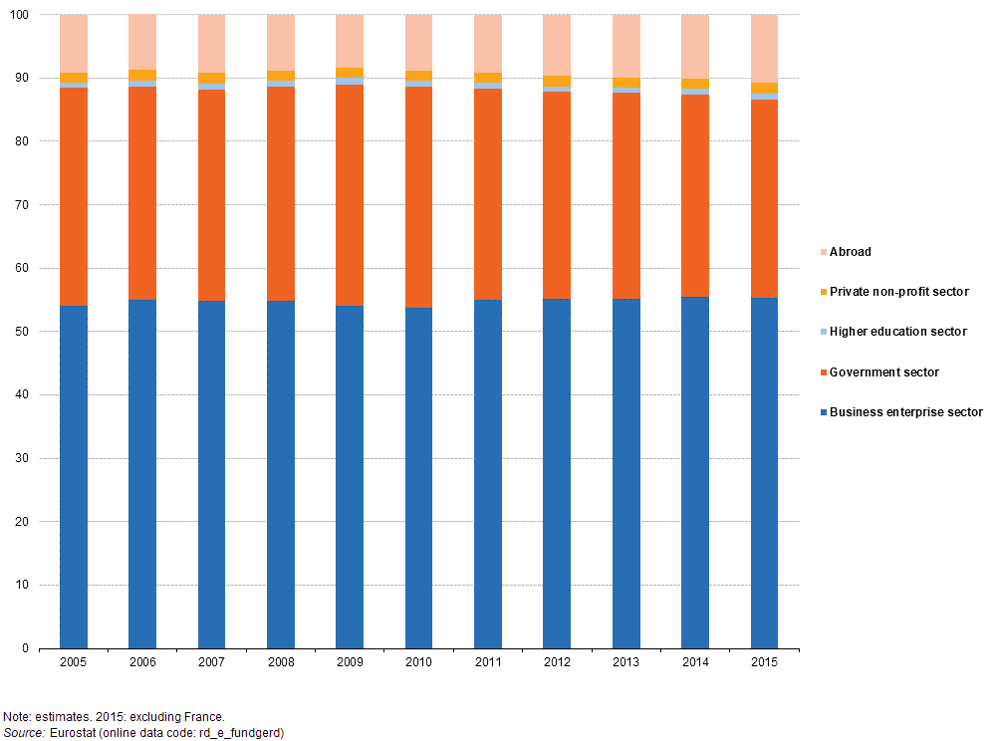 100
90
80
70
60
50
40
30
20
10
0
2005 2006 2007 2008 2009 2010 2011 2012 2013 2014 2015
Abroad
Private non-profit sector
Higher education sector
Government sector
Business enterprise sector
Note: estimates. 2015: excluding France.
Source: Eurostat (online data code: rd_e_fundgerd)